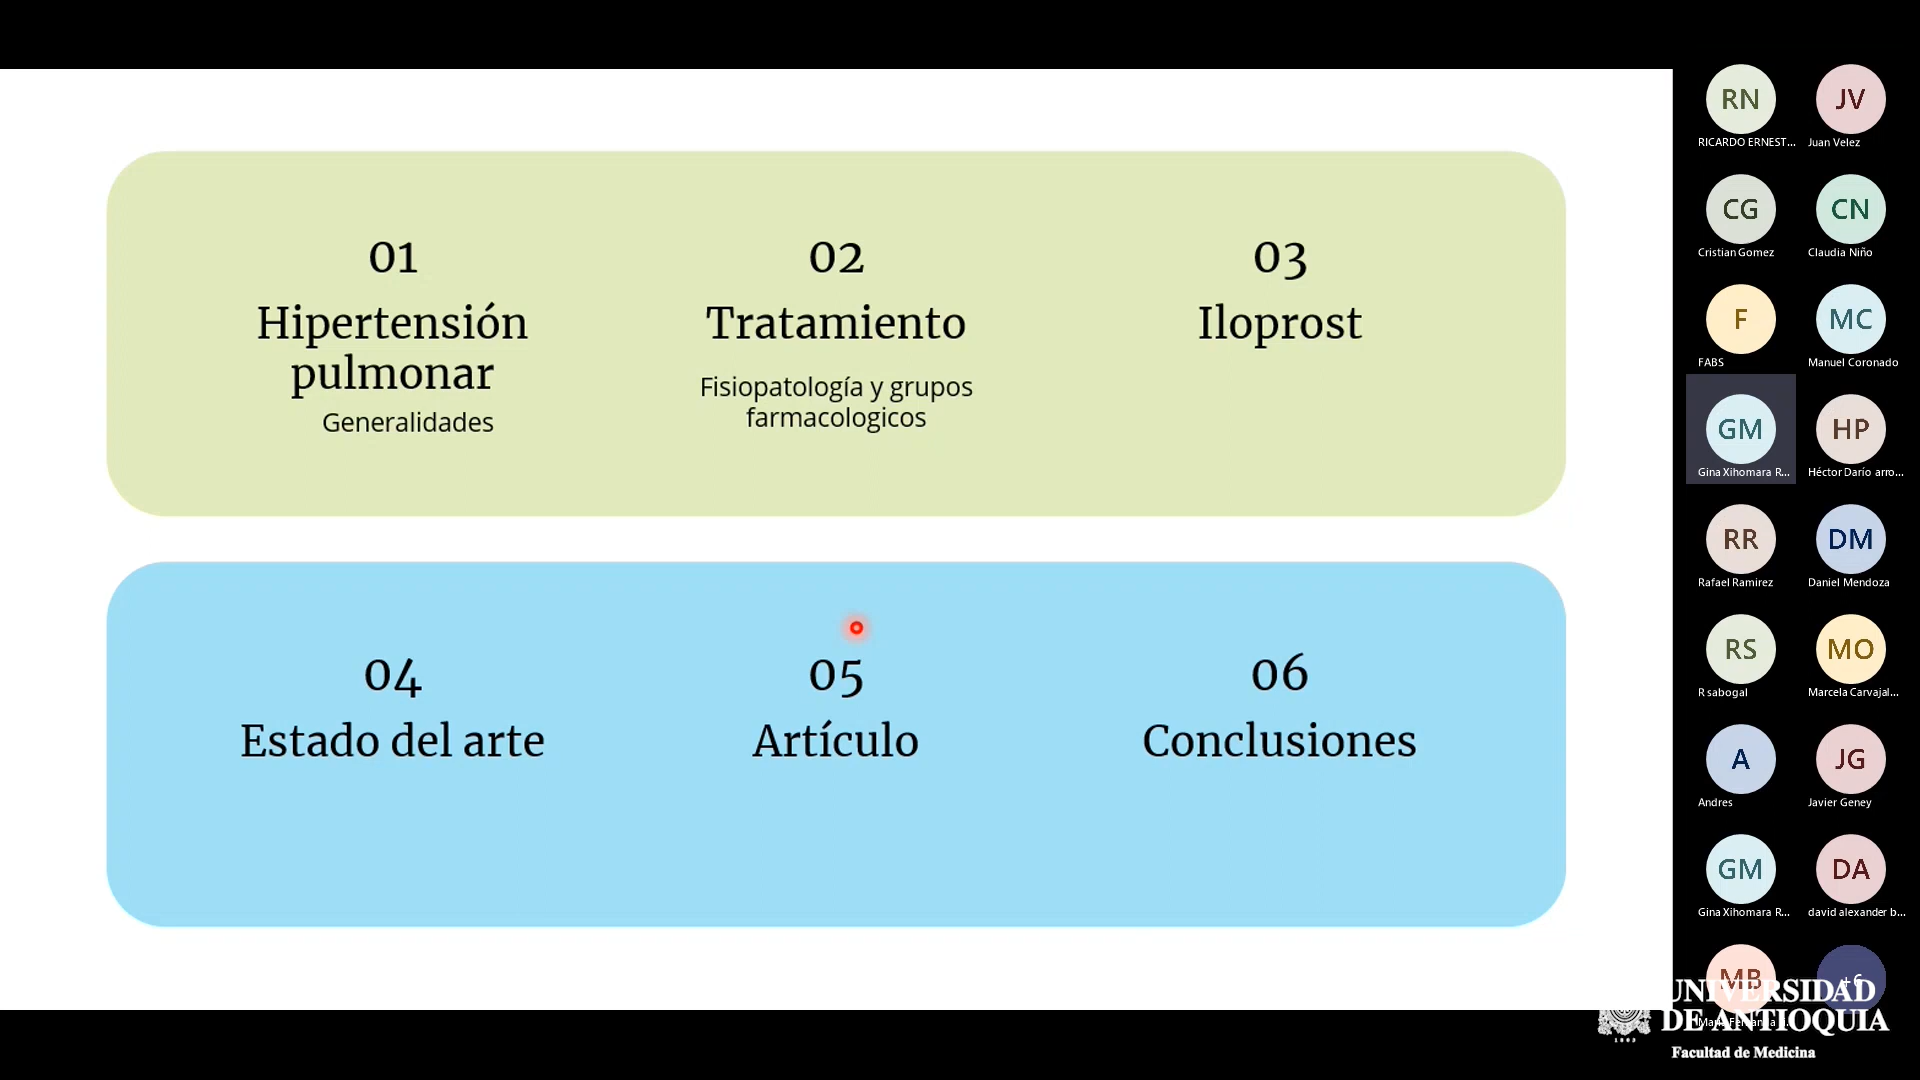 01
Hipertensión
pulmonar
Generalidades
02
Tratamiento
Fisiopatología y grupos
farmacologicos
03
Iloprost
04
Estado del arte
05
Artículo
06
Conclusiones
RN
RICARDO ERNEST...
JV
Juan Velez
CG
Cristian Gomez
CN
Claudia Niño
F
FABS
MC
Manuel Coronado
GM
Gina Xihomara R...
HP
Héctor Darío arro...
RR
Rafael Ramirez
DM
Daniel Mendoza
RS
R sabogal
MO
Marcela Carvajal...
A
Andres
JG
Javier Geney
GM
Gina Xihomara R...
DA
david alexander b...
MB
+6
UNIVERSIDAD
DE ANTIOQUIA
1803
Facultad de Medicina